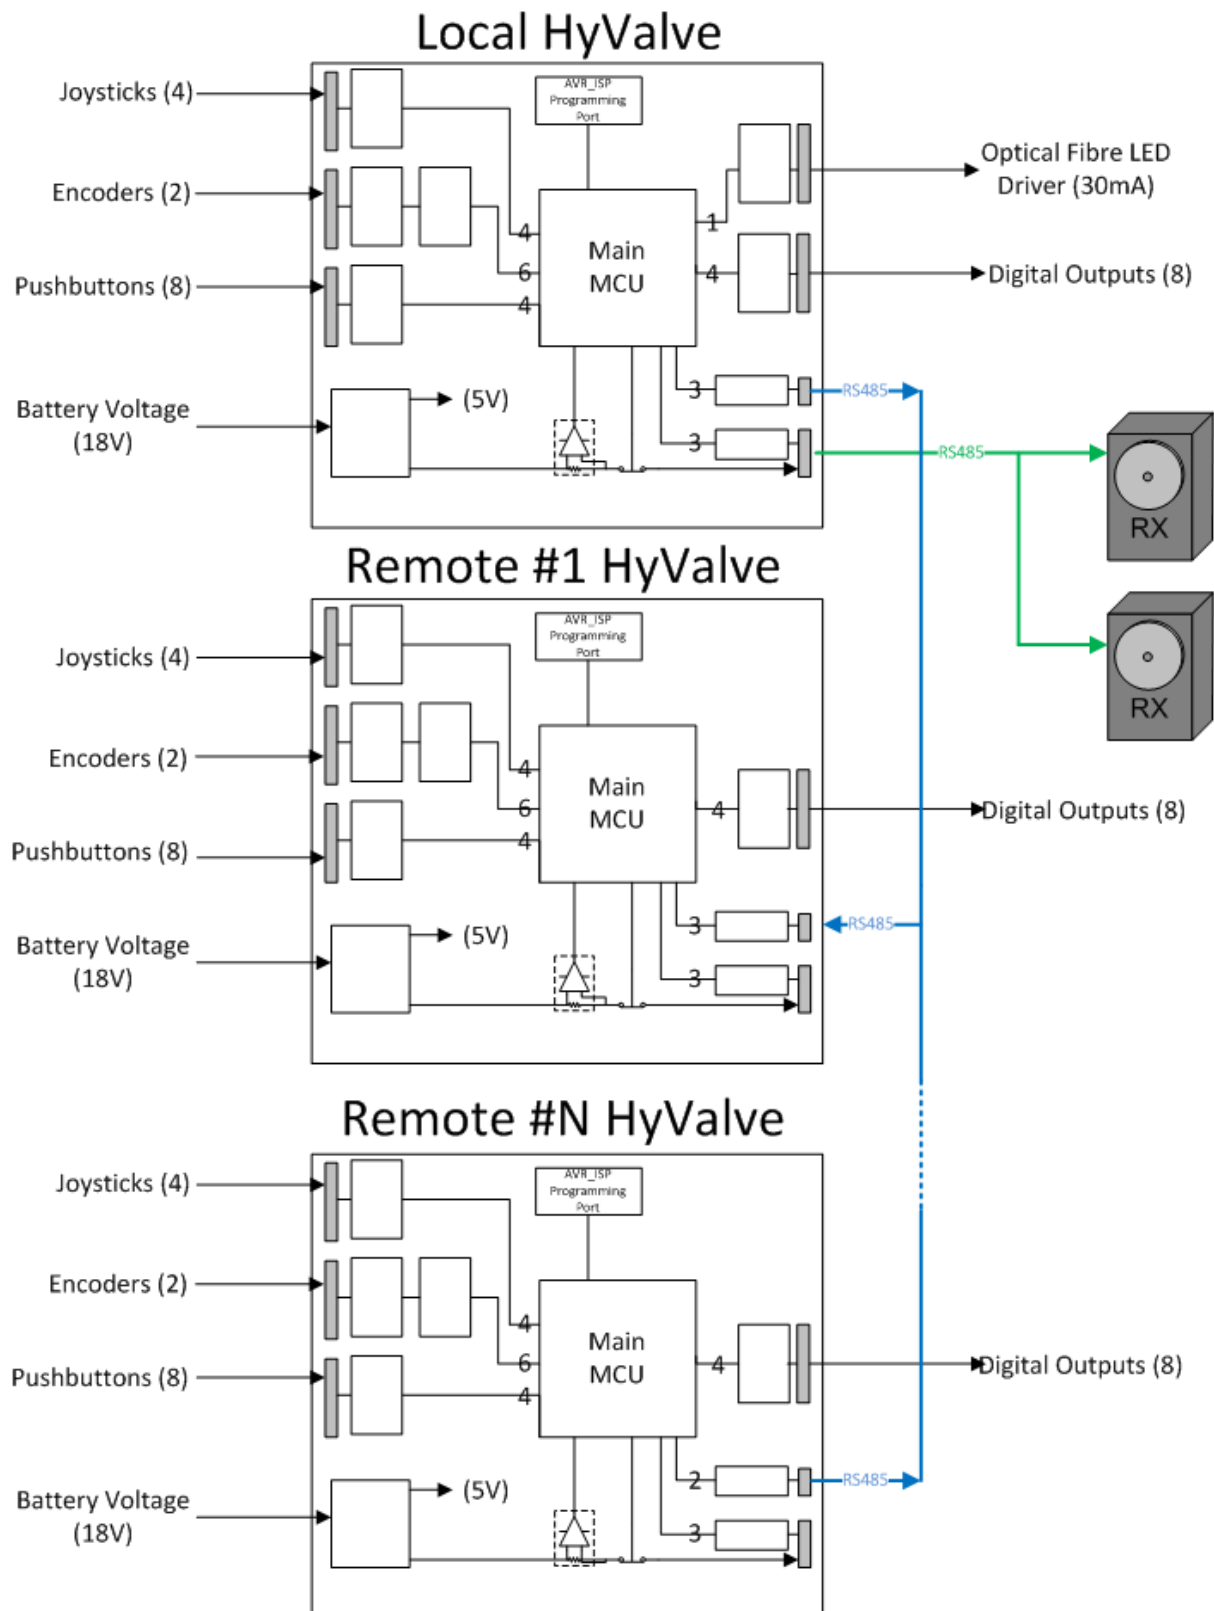 Local HyValve
Joysticks (4)
AVR_ISP
Programming
Port
Optical Fibre LED
Driver (30mA)
Encoders (2)
4
Main
MCU
1
6
4
Digital Outputs (8)
Pushbuttons (8)
4
Battery Voltage
(18V)
(5V)
3
RS485
3
RS485
RX
Remote #1 HyValve
Joysticks (4)
AVR_ISP
Programming
Port
RX
Encoders (2)
4
Main
MCU
6
4
Digital Outputs (8)
Pushbuttons (8)
4
Battery Voltage
(18V)
(5V)
3
RS485
3
Remote #N HyValve
Joysticks (4)
AVR_ISP
Programming
Port
Encoders (2)
4
Main
MCU
6
4
Digital Outputs (8)
Pushbuttons (8)
4
Battery Voltage
(18V)
(5V)
2
RS485
3